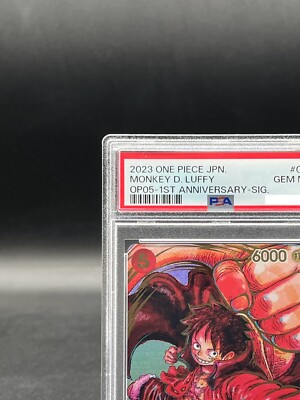 2023 ONE PIECE JPN.
MONKEY D. LUFFY
OP05-1ST ANNIVERSARY-SIG.
GEM
PSA
6000